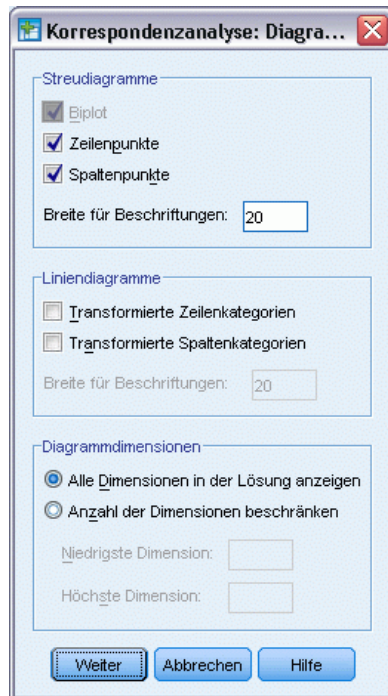 Korrespondenzanalyse: Diagra...
Streudiagramme
Biplot
Zeilenpunkte
Spaltenpunkte
Breite für Beschriftungen: 20
Liniendiagramme
Transformierte Zeilenkategorien
Transformierte Spaltenkategorien
Breite für Beschriftungen: 20
Diagrammdimensionen
Alle Dimensionen in der Lösung anzeigen
Anzahl der Dimensionen beschränken
Niedrigste Dimension:
Höchste Dimension:
Weiter Abbrechen Hilfe